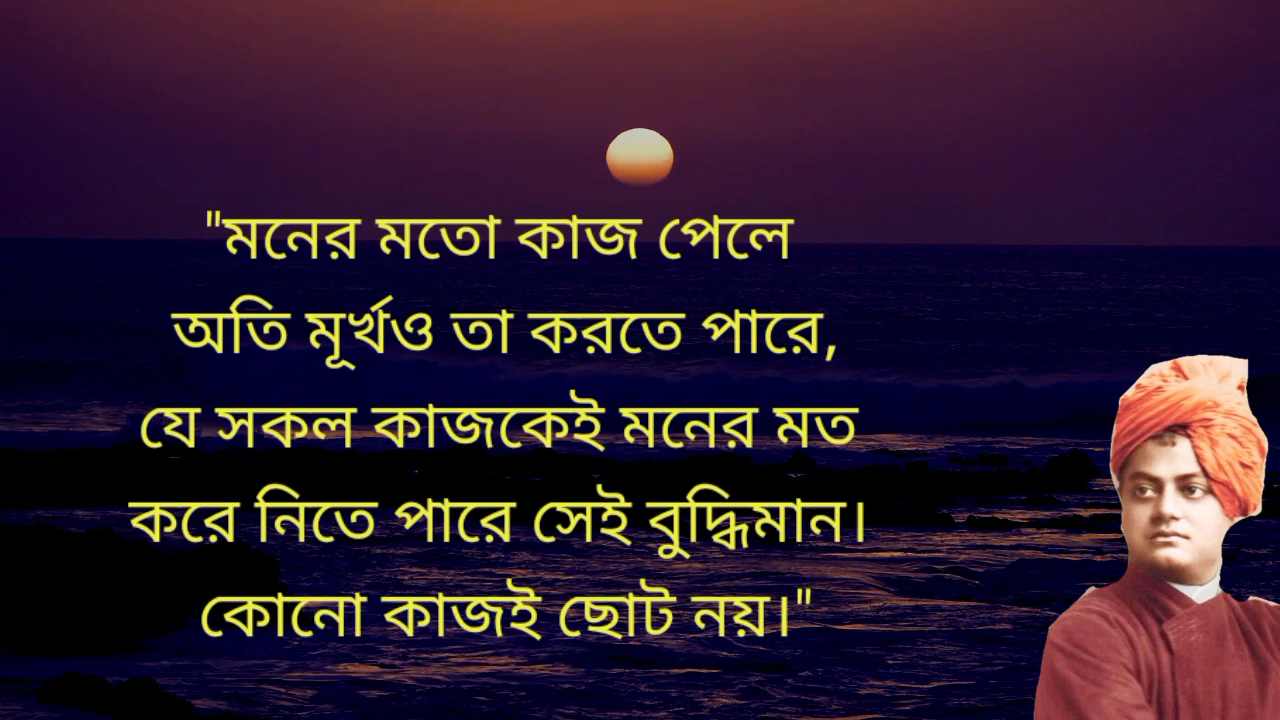 "মনের মতো কাজ পেলে
অতি মূর্খও তা করতে পারে,
যে সকল কাজকেই মনের মত
করে নিতে পারে সেই বুদ্ধিমান।
কোনো কাজই ছোট নয়।"